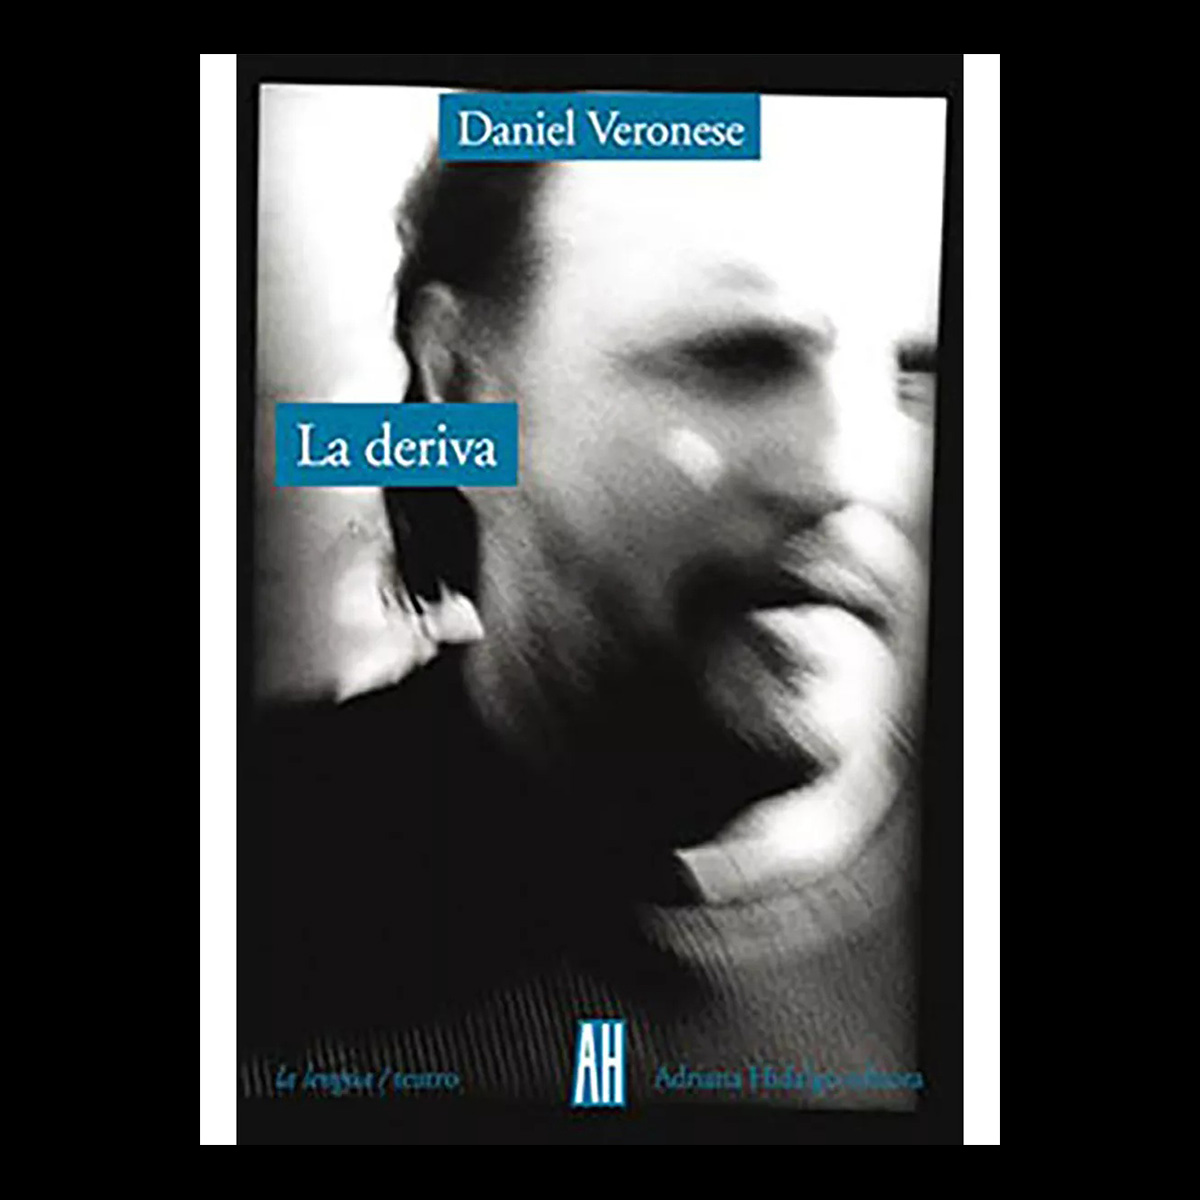 Daniel Veronese
La deriva
la lengua / teatro
AH
Adriana Hidalgo editora